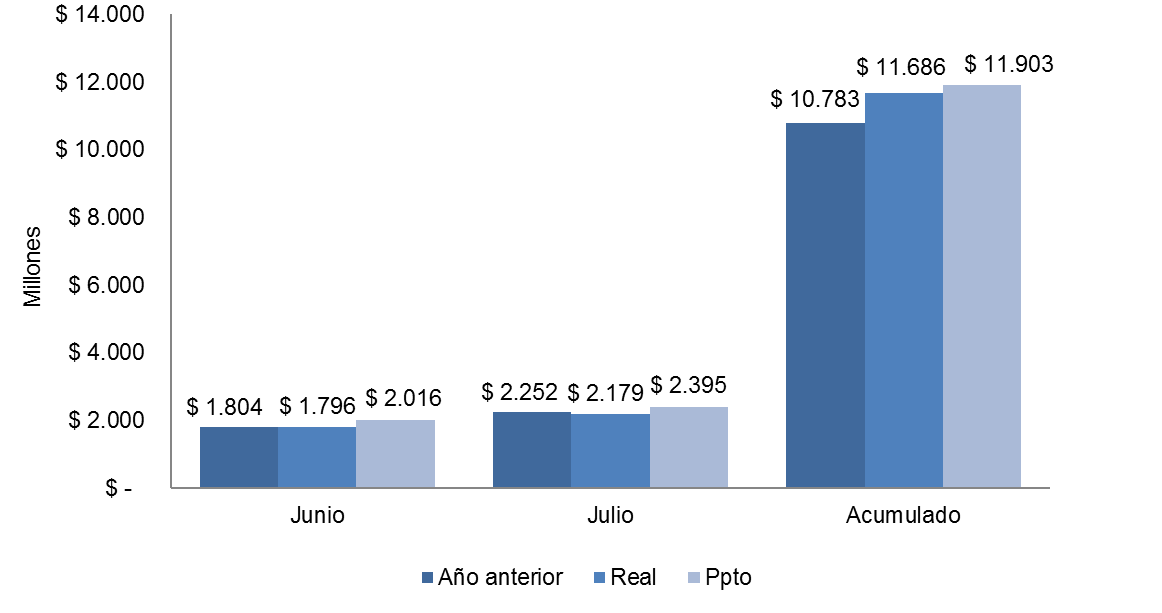 $ 14.000
$ 12.000
$ 10.000
$ 8.000
$ 6.000
$ 4.000
$ 2.000
$ -
Millones
$ 1.804
$ 1.796
$ 2.016
$ 2.252
$ 2.179
$ 2.395
$ 10.783
$ 11.686
$ 11.903
Junio
Julio
Acumulado
Año anterior
Real
Ppto